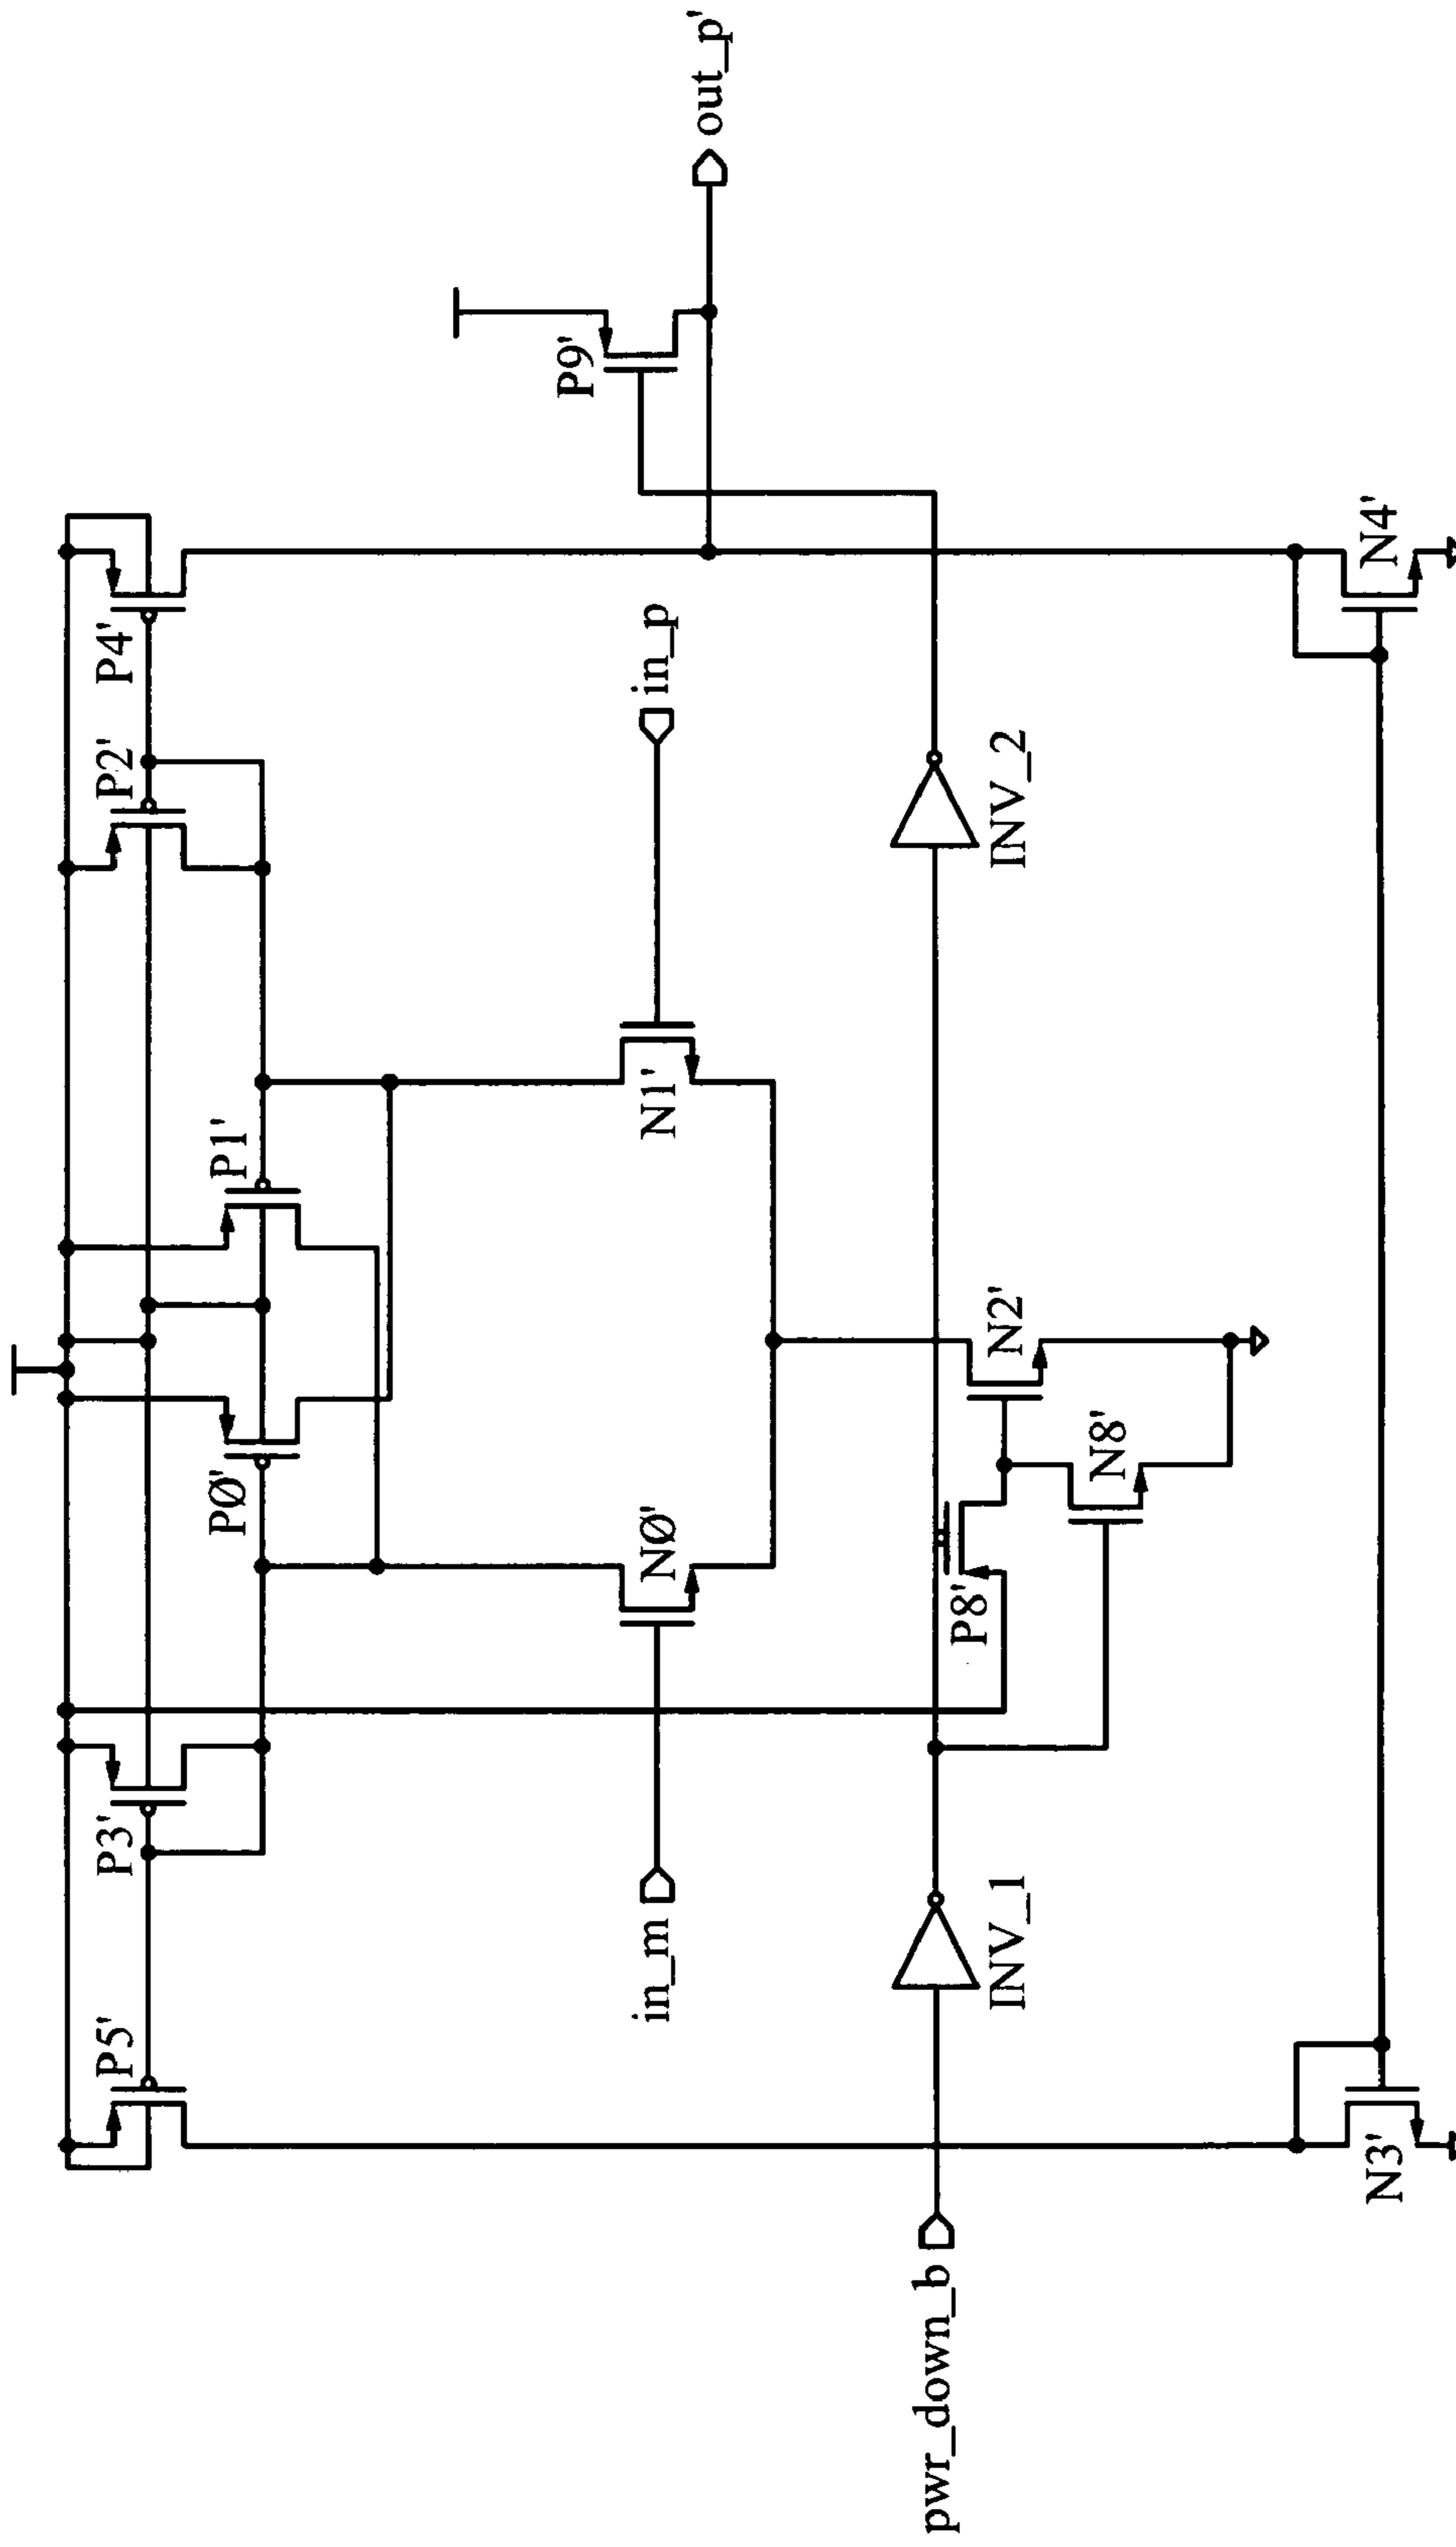 P5'
P3'
P2'
P4'
PØ'
P1'
P9'
in_m
NØ'
N1'
in_p
out_p'
pwr_down_b
INV_1
P8'
N2'
INV_2
N8'
N3'
N4'